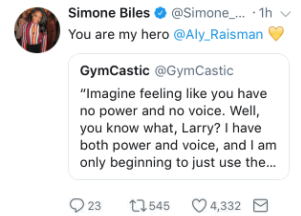 Simone Biles @Simone_... · 1h
You are my hero @Aly_Raisman 💛
GymCastic @GymCastic
“Imagine feeling like you have
no power and no voice. Well,
you know what, Larry? I have
both power and voice, and I am
only beginning to just use the...
23 545 4,332